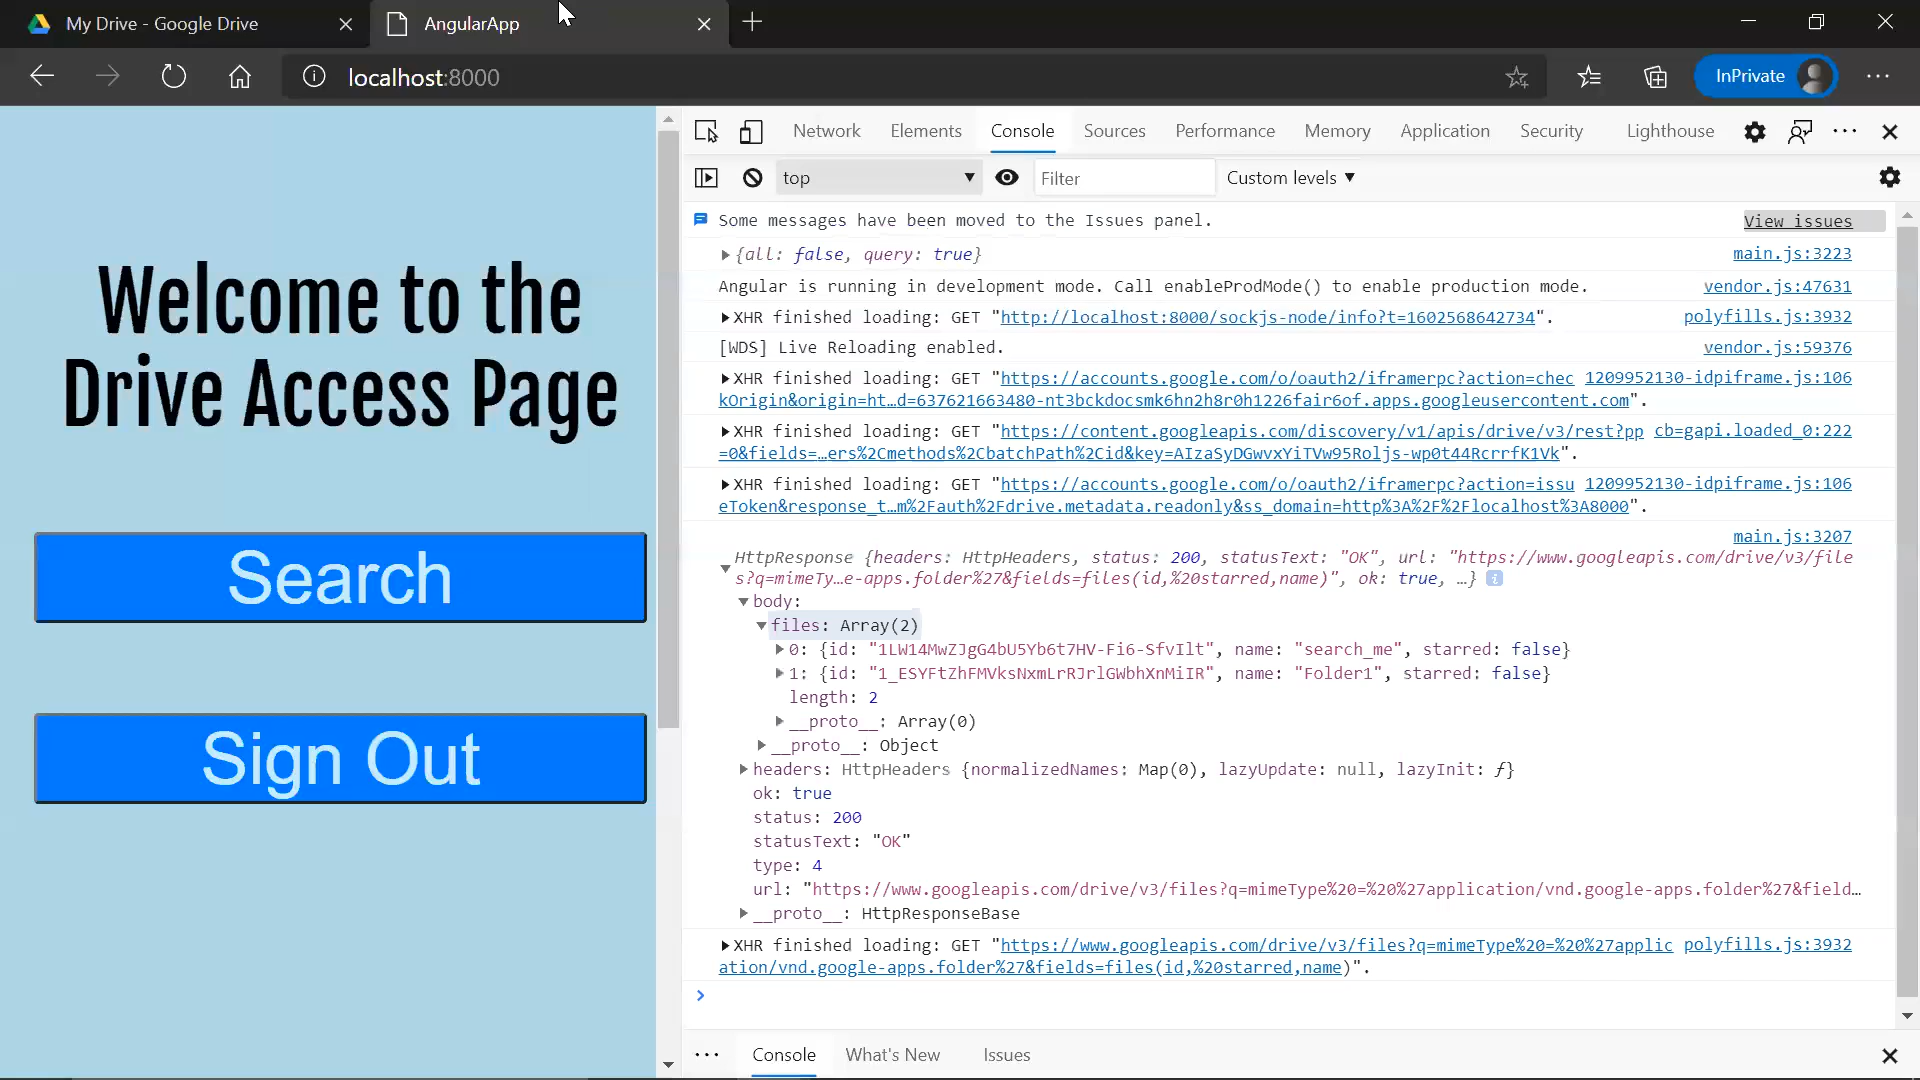 My Drive - Google Drive
AngularApp
localhost:8000
InPrivate
Welcome to the
Drive Access Page
Search
Sign Out
Network Elements Console Sources Performance Memory Application Security Lighthouse
top Filter Custom levels
Some messages have been moved to the Issues panel. View issues
{all: false, query: true} main.js:3223
Angular is running in development mode. Call enableProdMode() to enable production mode. vendor.js:47631
XHR finished loading: GET "http://localhost:8000/sockjs-node/info?t=1602568642734". polyfills.js:3932
[WDS] Live Reloading enabled. vendor.js:59376
XHR finished loading: GET "https://accounts.google.com/o/oauth2/iframerpc?action=chec 1209952130-idpiframe.js:106
kOrigin&origin=ht…d=637621663480-nt3bckdocsmk6hn2h8r0h1226fair6of.apps.googleusercontent.com".
XHR finished loading: GET "https://content.googleapis.com/discovery/v1/apis/drive/v3/rest?pp cb=gapi.loaded_0:222
=0&fields=…ers%2Cmethods%2CbatchPath%2Cid&key=AIzaSyDGwvxYiTVw95Roljs-wp0t44RcrrfK1Vk".
XHR finished loading: GET "https://accounts.google.com/o/oauth2/iframerpc?action=issu 1209952130-idpiframe.js:106
eToken&response_t…m%2Fauth%2Fdrive.metadata.readonly&ss_domain=http%3A%2F%2Flocalhost%3A8000".
main.js:3207
HttpResponse {headers: HttpHeaders, status: 200, statusText: "OK", url: "https://www.googleapis.com/drive/v3/file
s?q=mimeTy…e-apps.folder%27&fields=files(id,%20starred,name)", ok: true, …} i
body:
files: Array(2)
0: {id: "1LW14MwZJgG4bU5Yb6t7HV-Fi6-SfvIlt", name: "search_me", starred: false}
1: {id: "1_ESYFtZhFMVksNxmLrRJrlGWbhXnMiIR", name: "Folder1", starred: false}
length: 2
__proto__: Array(0)
__proto__: Object
headers: HttpHeaders {normalizedNames: Map(0), lazyUpdate: null, lazyInit: ƒ}
ok: true
status: 200
statusText: "OK"
type: 4
url: "https://www.googleapis.com/drive/v3/files?q=mimeType%20=%20%27application/vnd.google-apps.folder%27&field…
__proto__: HttpResponseBase
XHR finished loading: GET "https://www.googleapis.com/drive/v3/files?q=mimeType%20=%20%27applic polyfills.js:3932
ation/vnd.google-apps.folder%27&fields=files(id,%20starred,name)".
Console What's New Issues